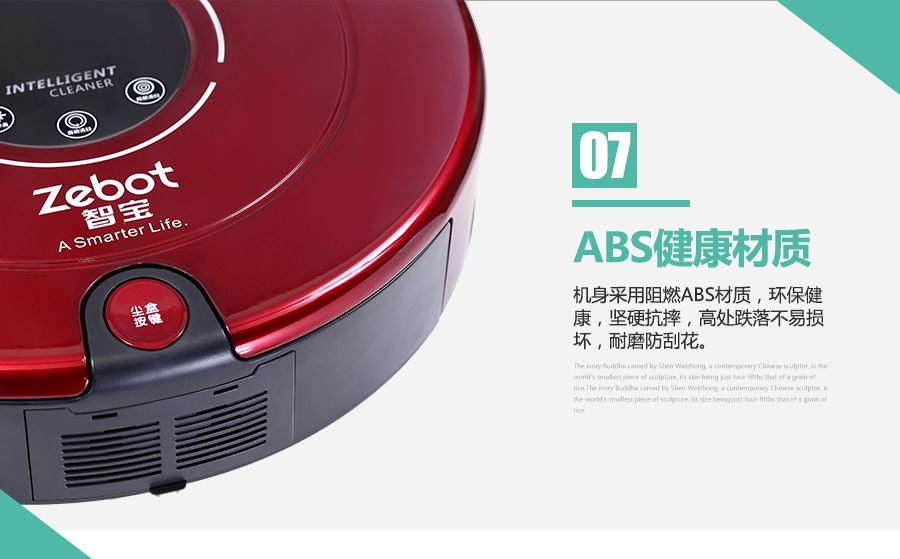 INTELLIGENT
CLEANER
Zebot
智宝
A Smarter Life.
尘盒
按键
07
ABS健康材质
机身采用阻燃ABS材质，环保健
康，坚硬抗摔，高处跌落不易损
坏，耐磨防刮花。
The ivory Buddha carved by Shen Weizhong, a contemporary Chinese sculptor, is the
world's smallest piece of sculpture, its size being just four-fifths that of a grain of
rice.The ivory Buddha carved by Shen Weizhong, a contemporary Chinese sculptor, is
the world's smallest piece of sculpture, its size being just four-fifths that of a grain of
rice.